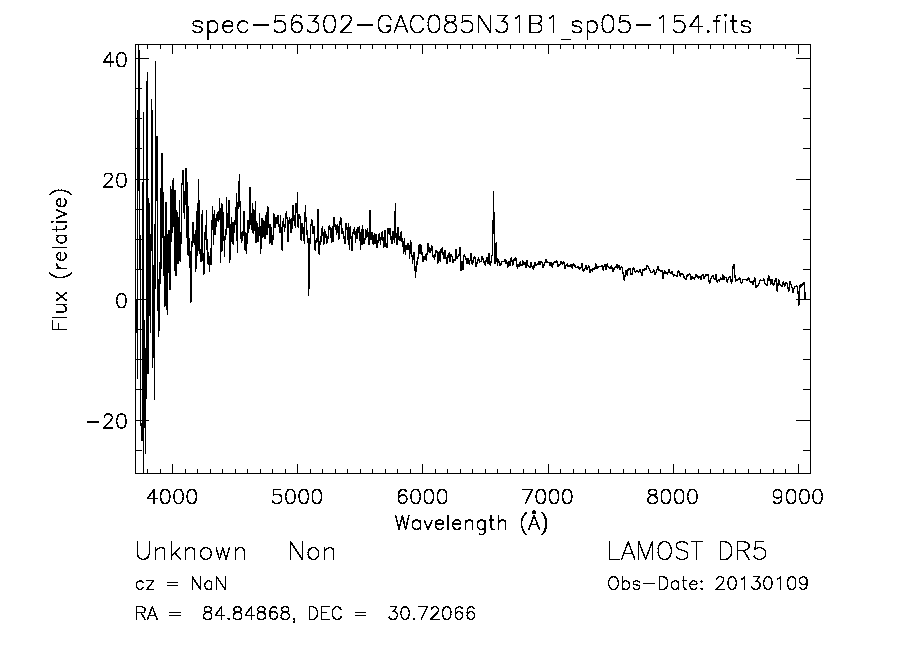 spec-56302-GAC085N31B1_sp05-154.fits
40
20
0
-20
Flux (relative)
4000 5000 6000 7000 8000 9000
Wavelength (Å)
Unknown Non LAMOST DR5
cz = NaN Obs-Date: 20130109
RA = 84.84868, DEC = 30.72066